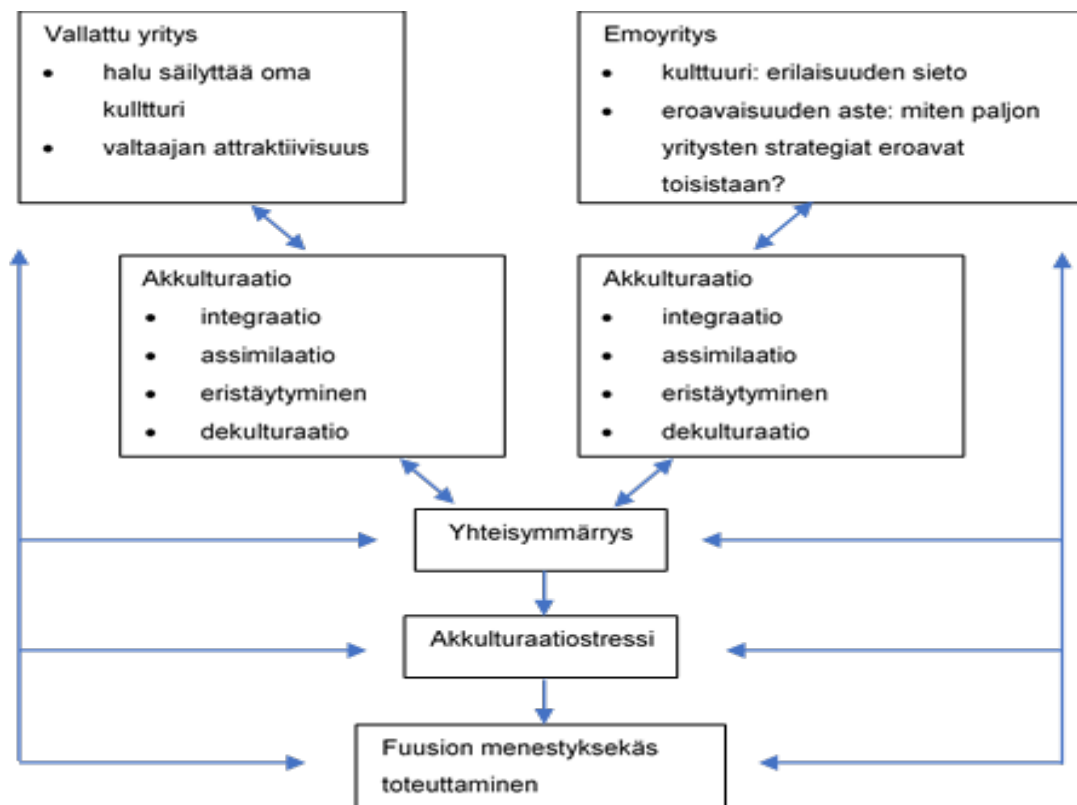 Vallattu yritys
• halu säilyttää oma
kulltturi
• valtaajan attraktiivisuus
Emoyritys
• kulttuuri: erilaisuuden sieto
• eroavaisuuden aste: miten paljon
yritysten strategiat eroavat
toisistaan?
Akkulturaatio
• integraatio
• assimilaatio
• eristäytyminen
• dekulturaatio
Akkulturaatio
• integraatio
• assimilaatio
• eristäytyminen
• dekulturaatio
Yhteisymmärrys
Akkulturaatiostressi
Fuusion menestyksekäs
toteuttaminen